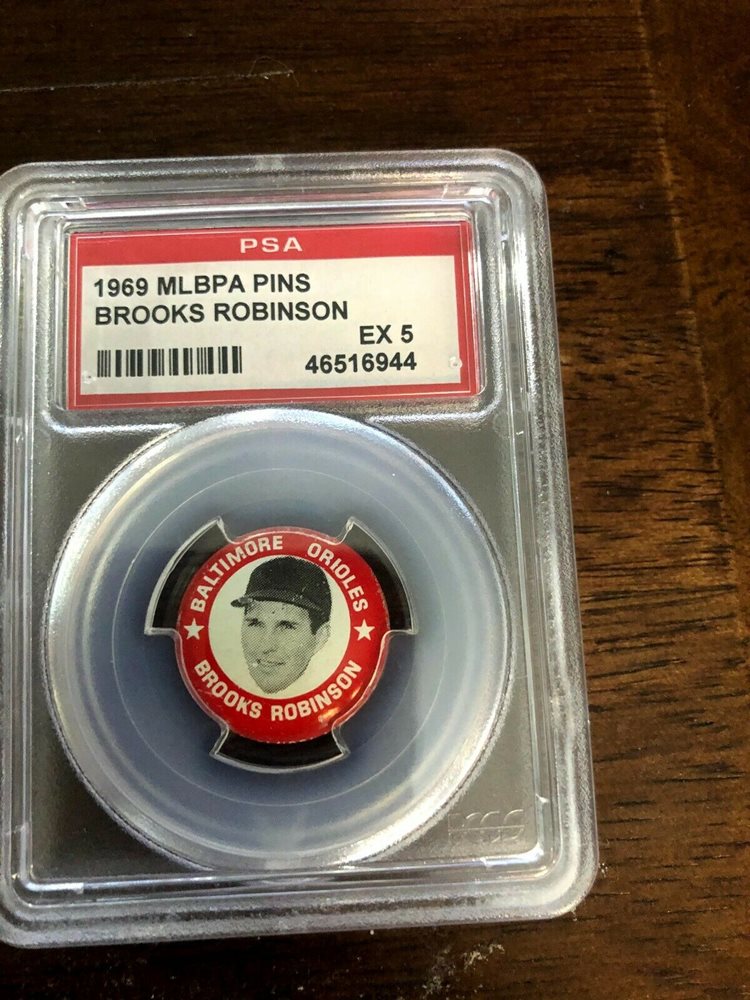 PSA
1969 MLBPA PINS
BROOKS ROBINSON
EX 5
46516944
BALTIMORE ORIOLES
BROOKS ROBINSON